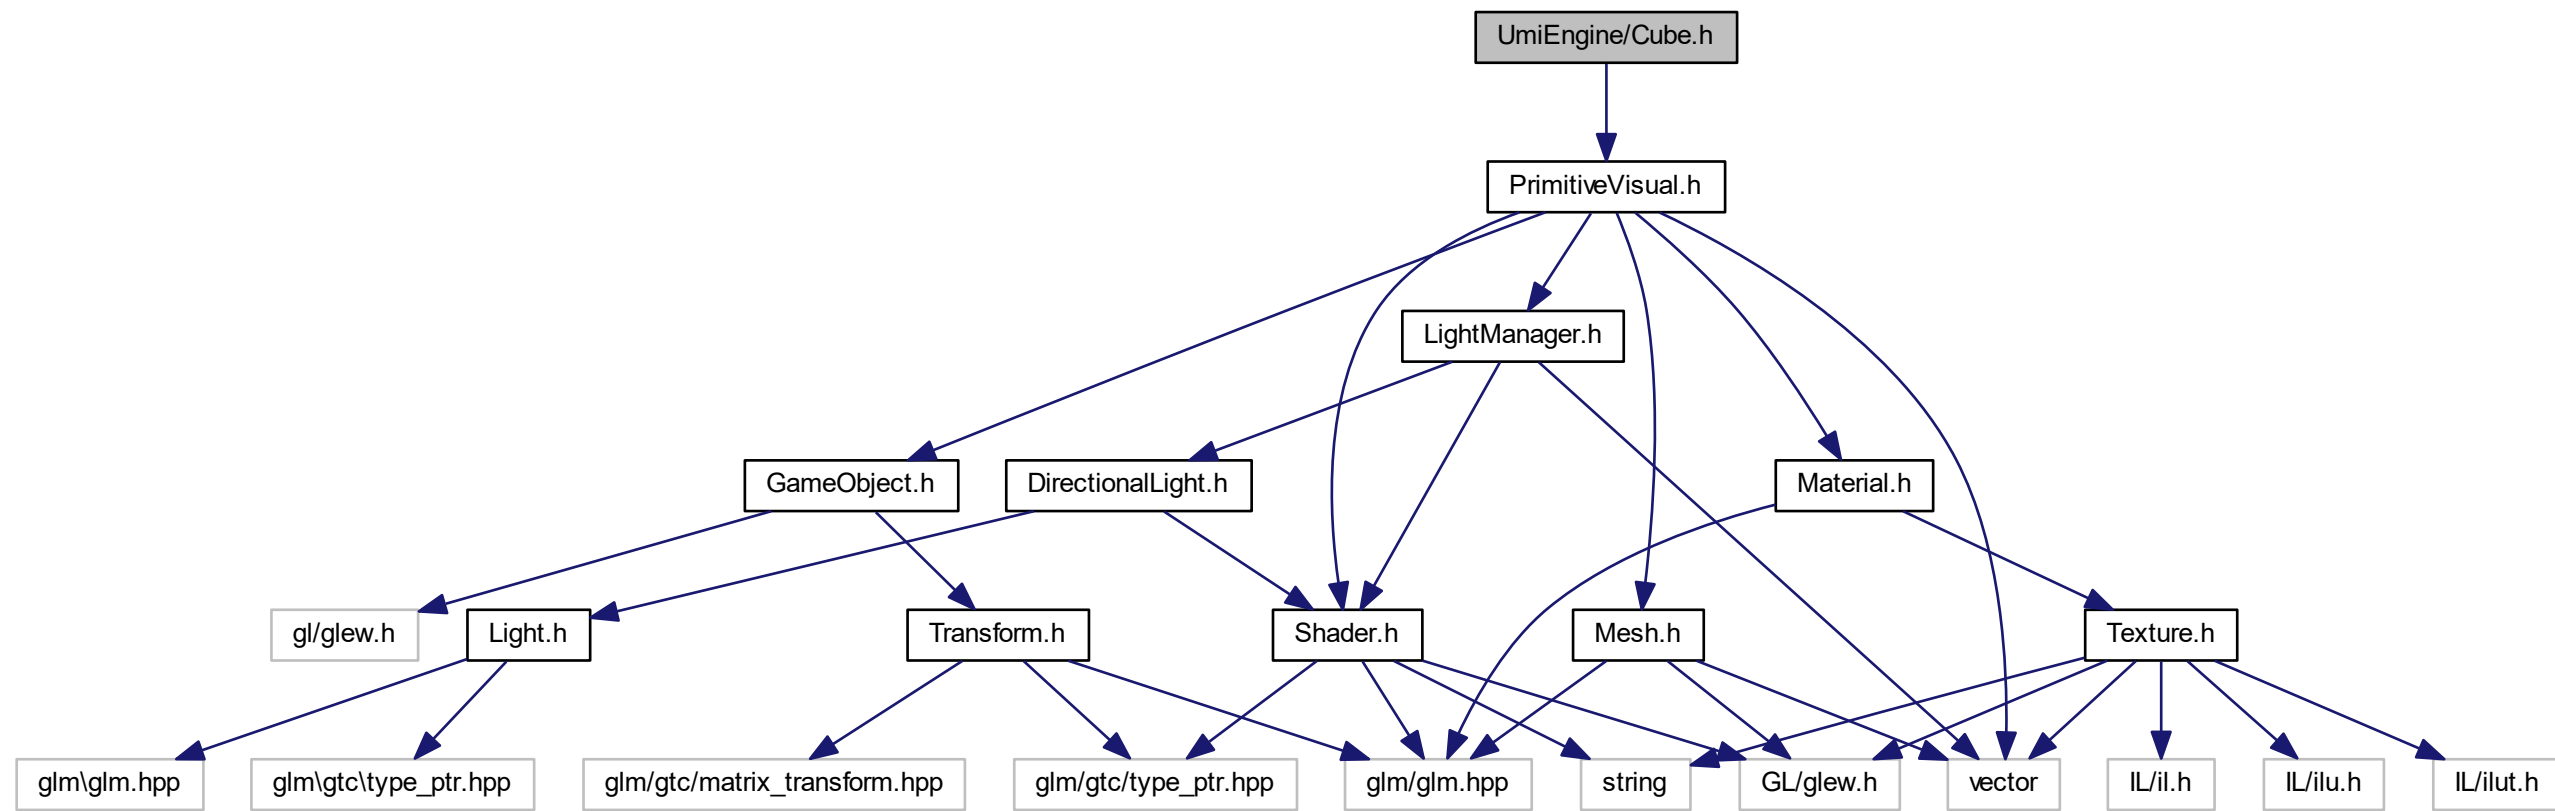 UmiEngine/Cube.h
PrimitiveVisual.h
LightManager.h
GameObject.h
DirectionalLight.h
Material.h
gl/glew.h
Light.h
Transform.h
Shader.h
Mesh.h
Texture.h
glm\glm.hpp
glm\gtc\type_ptr.hpp
glm/gtc/matrix_transform.hpp
glm/gtc/type_ptr.hpp
glm/glm.hpp
string
GL/glew.h
vector
IL/il.h
IL/ilu.h
IL/ilut.h